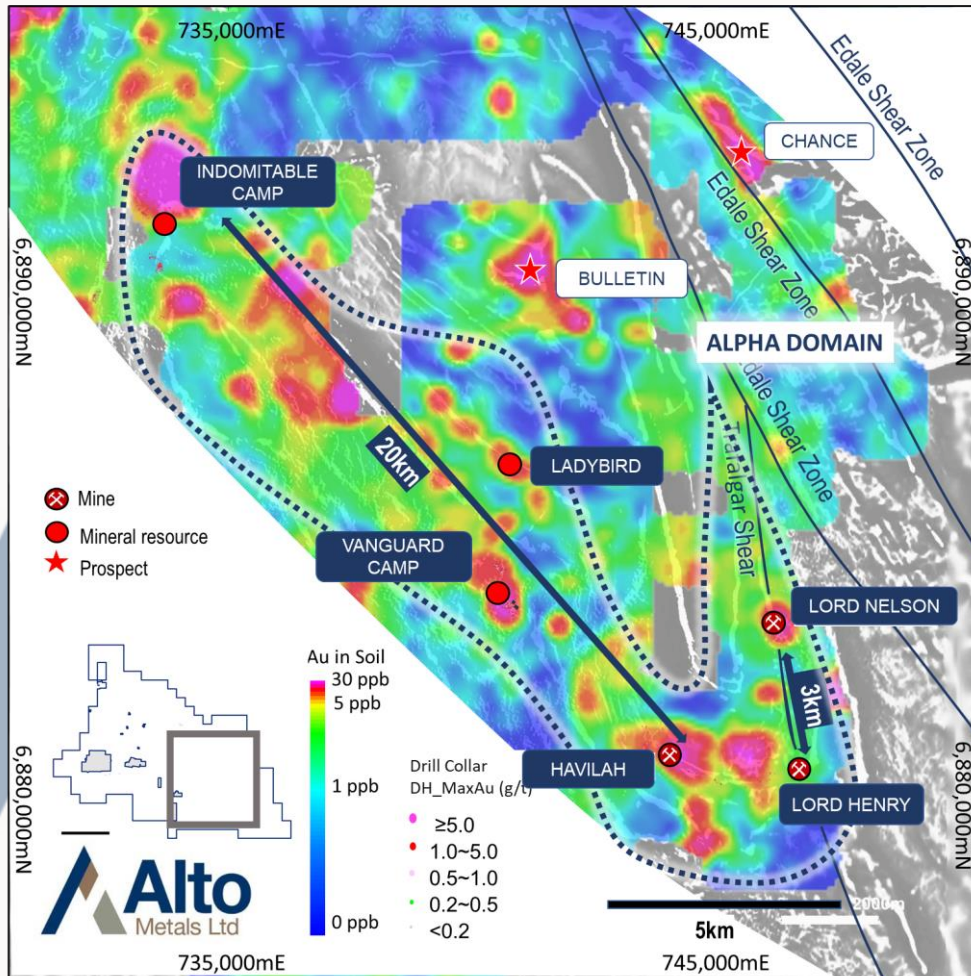 735,000mE
745,000mE
Edale Shear Zone
CHANCE
INDOMITABLE
CAMP
Edale Shear Zone
6,890,000mN
6,890,000mN
BULLETIN
ALPHA DOMAIN
Edale Shear Zone
Trafalgar Shear
20km
LADYBIRD
Mine
Mineral resource
Prospect
VANGUARD
CAMP
LORD NELSON
Au in Soil
30 ppb
5 ppb
1 ppb
0 ppb
3km
HAVILAH
LORD HENRY
6,880,000mN
6,880,000mN
Drill Collar
DH_MaxAu (g/t)
≥5.0
1.0~5.0
0.5~1.0
0.2~0.5
<0.2
Alto
Metals Ltd
2000m
5km
735,000mE
745,000mE